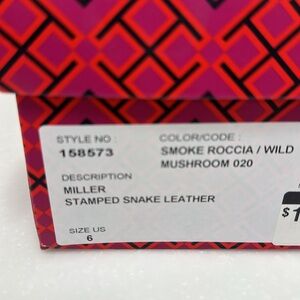 STYLE NO :
158573
COLOR/CODE :
SMOKE ROCCIA / WILD
MUSHROOM 020
DESCRIPTION
MILLER
STAMPED SNAKE LEATHER
SIZE US
6